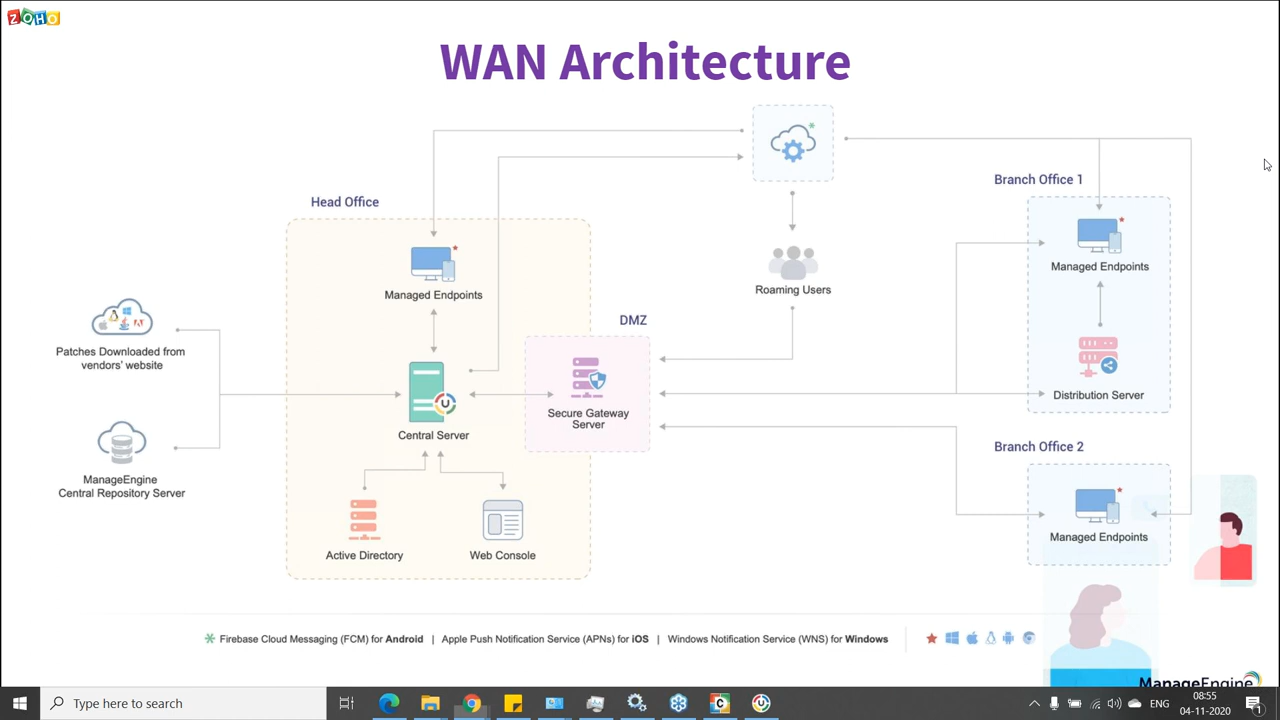 ZOHO
WAN Architecture
Branch Office 1
Head Office
Managed Endpoints
Roaming Users
Managed Endpoints
DMZ
Patches Downloaded from
vendors' website
Distribution Server
Secure Gateway
Server
Central Server
Branch Office 2
ManageEngine
Central Repository Server
Managed Endpoints
Active Directory
Web Console
* Firebase Cloud Messaging (FCM) for Android | Apple Push Notification Service (APNs) for iOS | Windows Notification Service (WNS) for Windows
ManageEngine
Type here to search
ENG
08:55
04-11-2020
1